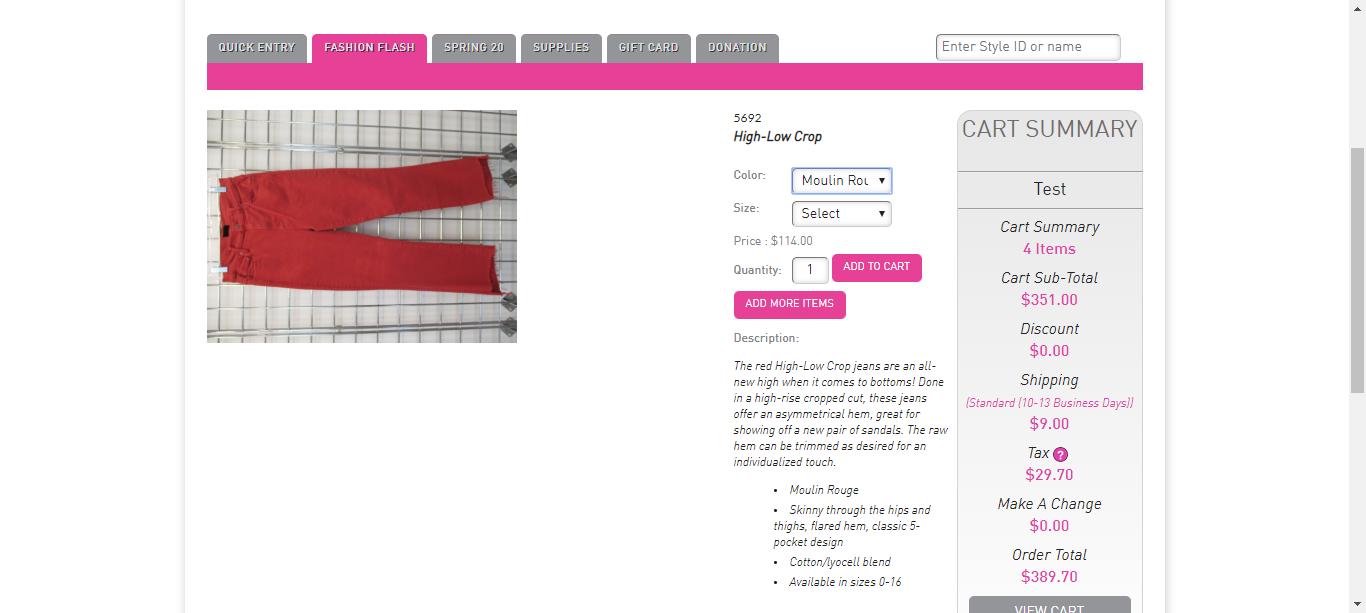 QUICK ENTRY
FASHION FLASH
SPRING 20
SUPPLIES
GIFT CARD
DONATION
Enter Style ID or name
5692
High-Low Crop
Color:
Moulin Rou
Size:
Select
Price : $114.00
Quantity:
1
ADD TO CART
ADD MORE ITEMS
Description:
The red High-Low Crop jeans are an all-
new high when it comes to bottoms! Done
in a high-rise cropped cut, these jeans
offer an asymmetrical hem, great for
showing off a new pair of sandals. The raw
hem can be trimmed as desired for an
individualized touch.
• Moulin Rouge
• Skinny through the hips and
thighs, flared hem, classic 5-
pocket design
• Cotton/lyocell blend
• Available in sizes 0-16
CART SUMMARY
Test
Cart Summary
4 Items
Cart Sub-Total
$351.00
Discount
$0.00
Shipping
(Standard (10-13 Business Days))
$9.00
Tax ?
$29.70
Make A Change
$0.00
Order Total
$389.70
VIEW CART